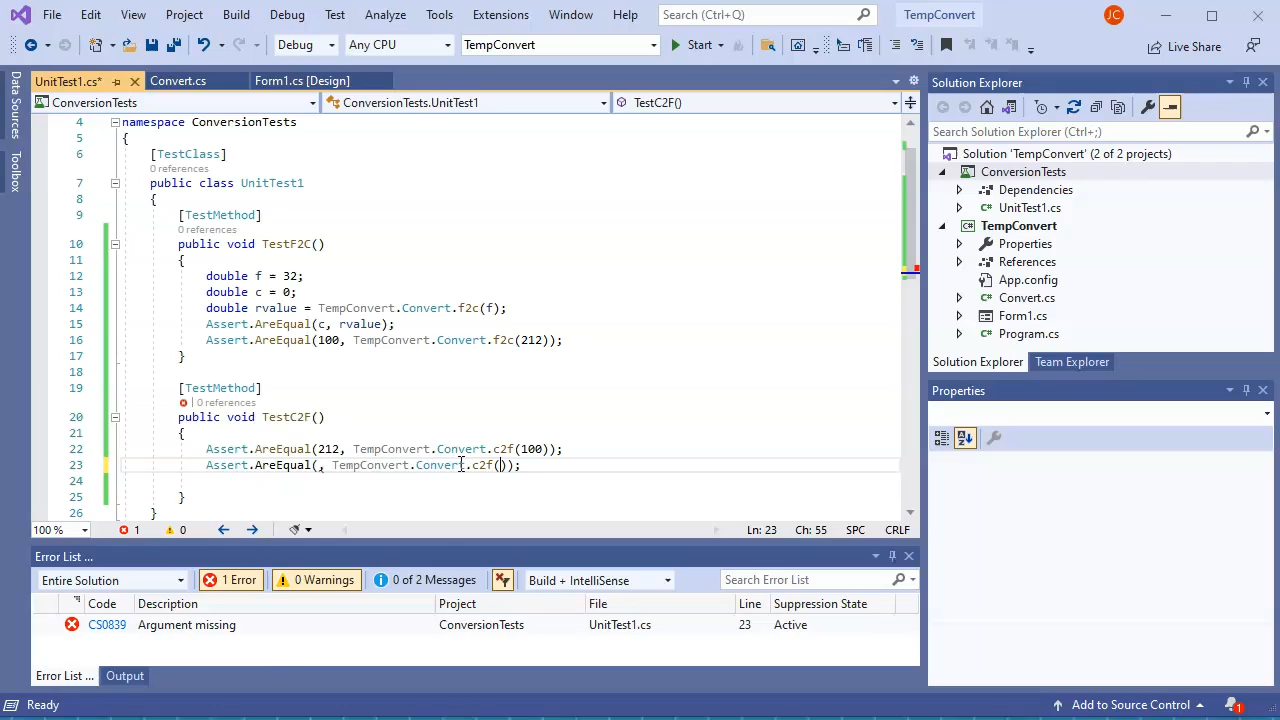 File Edit View Project Build Debug Test Analyze Tools Extensions Window Help Search (Ctrl+Q) TempConvert JC
Debug Any CPU TempConvert Start Live Share
Data Sources
Toolbox
UnitTest1.cs* Convert.cs Form1.cs [Design]
ConversionTests ConversionTests.UnitTest1 TestC2F()
4 namespace ConversionTests
5 {
6 [TestClass]
0 references
7 public class UnitTest1
8 {
9 [TestMethod]
0 references
10 public void TestF2C()
11 {
12 double f = 32;
13 double c = 0;
14 double rvalue = TempConvert.Convert.f2c(f);
15 Assert.AreEqual(c, rvalue);
16 Assert.AreEqual(100, TempConvert.Convert.f2c(212));
17 }
18
19 [TestMethod]
| 0 references
20 public void TestC2F()
21 {
22 Assert.AreEqual(212, TempConvert.Convert.c2f(100));
23 Assert.AreEqual(, TempConvert.Convert.c2f());
24
25 }
26 }
100 % 1 0 Ln: 23 Ch: 55 SPC CRLF
Error List ...
Entire Solution 1 Error 0 Warnings 0 of 2 Messages Build + IntelliSense Search Error List
Code Description Project File Line Suppression State
CS0839 Argument missing ConversionTests UnitTest1.cs 23 Active
Error List ... Output
Solution Explorer
Search Solution Explorer (Ctrl+;)
Solution 'TempConvert' (2 of 2 projects)
ConversionTests
Dependencies
C# UnitTest1.cs
C# TempConvert
Properties
References
App.config
C# Convert.cs
Form1.cs
C# Program.cs
Solution Explorer Team Explorer
Properties
Ready Add to Source Control 1